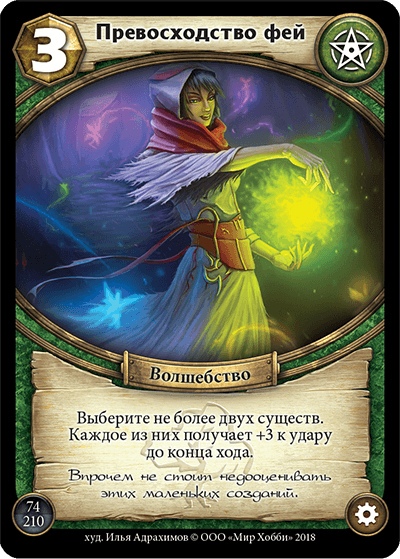 3
Превосходство фей
Волшебство
Выберите не более двух существ.
Каждое из них получает +3 к удару
до конца хода.
Впрочем не стоит недооценивать
этих маленьких созданий.
74
210
худ. Илья Адрахимов © ООО «Мир Хобби» 2018